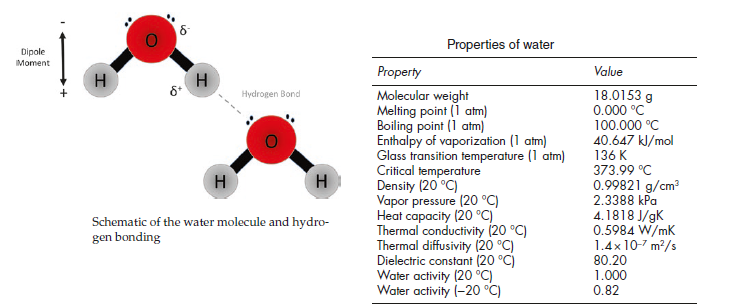 -
Dipole
Moment
+
O
δ-
H
H
δ+
Hydrogen Bond
O
H
H
Schematic of the water molecule and hydro-
gen bonding
Properties of water
Property Value
Molecular weight 18.0153 g
Melting point (1 atm) 0.000 °C
Boiling point (1 atm) 100.000 °C
Enthalpy of vaporization (1 atm) 40.647 kJ/mol
Glass transition temperature (1 atm) 136 K
Critical temperature 373.99 °C
Density (20 °C) 0.99821 g/cm³
Vapor pressure (20 °C) 2.3388 kPa
Heat capacity (20 °C) 4.1818 J/gK
Thermal conductivity (20 °C) 0.5984 W/mK
Thermal diffusivity (20 °C) 1.4×10⁻⁷ m²/s
Dielectric constant (20 °C) 80.20
Water activity (20 °C) 1.000
Water activity (–20 °C) 0.82